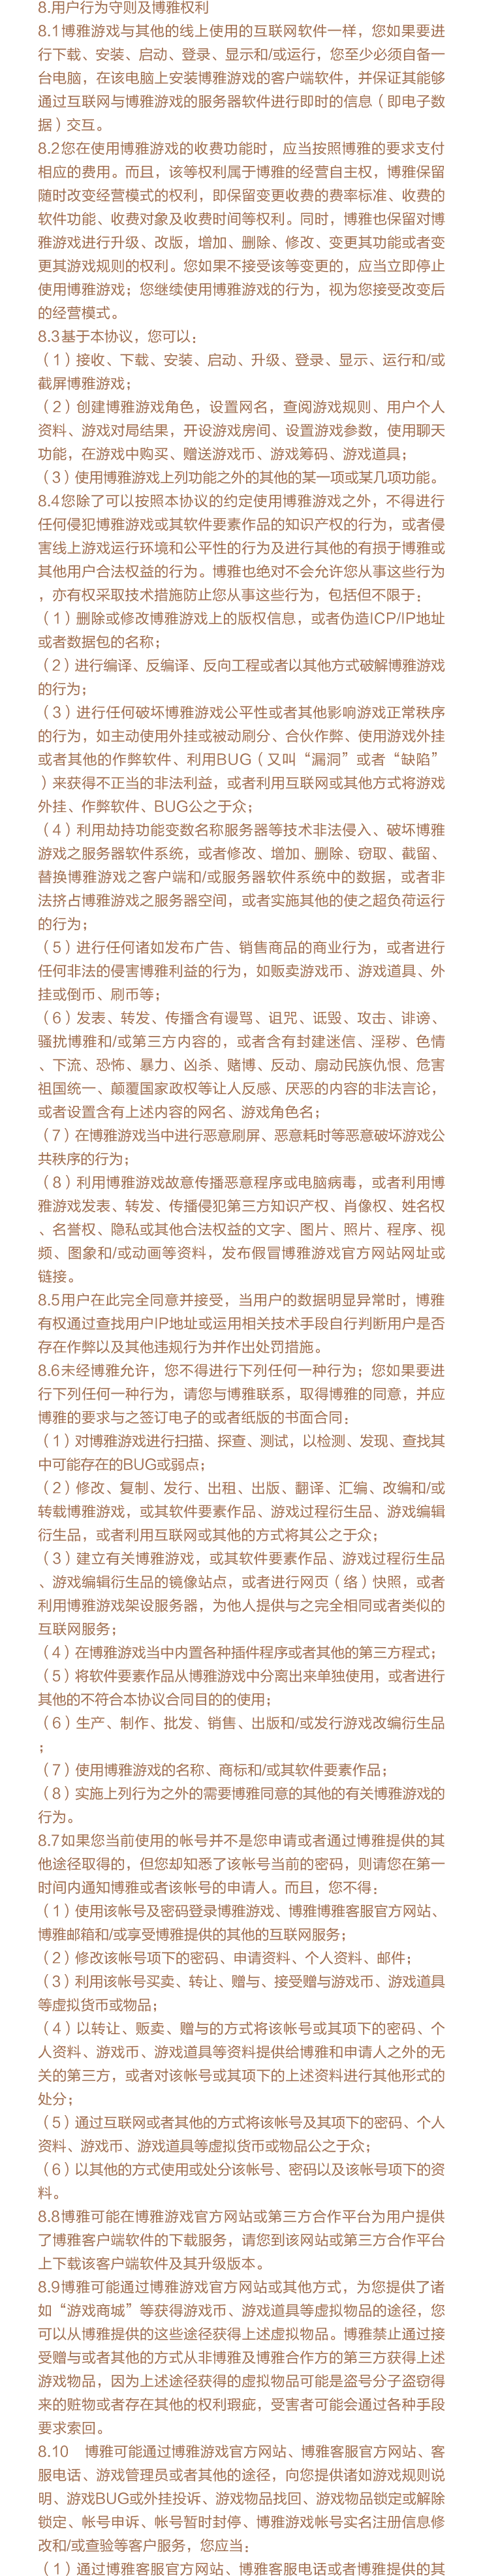 8.用户行为守则及博雅权利
8.1博雅游戏与其他的线上使用的互联网软件一样，您如果要进
行下载、安装、启动、登录、显示和/或运行，您至少必须自备一
台电脑，在该电脑上安装博雅游戏的客户端软件，并保证其能够
通过互联网与博雅游戏的服务器软件进行即时的信息（即电子数
据）交互。
8.2您在使用博雅游戏的收费功能时，应当按照博雅的要求支付
相应的费用。而且，该等权利属于博雅的经营自主权，博雅保留
随时改变经营模式的权利，即保留变更收费的费率标准、收费的
软件功能、收费对象及收费时间等权利。同时，博雅也保留对博
雅游戏进行升级、改版，增加、删除、修改、变更其功能或者变
更其游戏规则的权利。您如果不接受该等变更的，应当立即停止
使用博雅游戏；您继续使用博雅游戏的行为，视为您接受改变后
的经营模式。
8.3基于本协议，您可以：
（1）接收、下载、安装、启动、升级、登录、显示、运行和/或
截屏博雅游戏；
（2）创建博雅游戏角色，设置网名，查阅游戏规则、用户个人
资料、游戏对局结果，开设游戏房间、设置游戏参数，使用聊天
功能，在游戏中购买、赠送游戏币、游戏筹码、游戏道具；
（3）使用博雅游戏上列功能之外的其他的某一项或某几项功能。
8.4您除了可以按照本协议的约定使用博雅游戏之外，不得进行
任何侵犯博雅游戏或其软件要素作品的知识产权的行为，或者侵
害线上游戏运行环境和公平性的行为及进行其他的有损于博雅或
其他用户合法权益的行为。博雅也绝对不会允许您从事这些行为
，亦有权采取技术措施防止您从事这些行为，包括但不限于：
（1）删除或修改博雅游戏上的版权信息，或者伪造ICP/IP地址
或者数据包的名称；
（2）进行编译、反编译、反向工程或者以其他方式破解博雅游戏
的行为；
（3）进行任何破坏博雅游戏公平性或者其他影响游戏正常秩序
的行为，如主动使用外挂或被动刷分、合伙作弊、使用游戏外挂
或者其他的作弊软件、利用BUG（又叫“漏洞”或者“缺陷”
）来获得不正当的非法利益，或者利用互联网或其他方式将游戏
外挂、作弊软件、BUG公之于众；
（4）利用劫持功能变数名称服务器等技术非法侵入、破坏博雅
游戏之服务器软件系统，或者修改、增加、删除、窃取、截留、
替换博雅游戏之客户端和/或服务器软件系统中的数据，或者非
法挤占博雅游戏之服务器空间，或者实施其他的使之超负荷运行
的行为；
（5）进行任何诸如发布广告、销售商品的商业行为，或者进行
任何非法的侵害博雅利益的行为，如贩卖游戏币、游戏道具、外
挂或倒币、刷币等；
（6）发表、转发、传播含有谩骂、诅咒、诋毁、攻击、诽谤、
骚扰博雅和/或第三方内容的，或者含有封建迷信、淫秽、色情
、下流、恐怖、暴力、凶杀、赌博、反动、扇动民族仇恨、危害
祖国统一、颠覆国家政权等让人反感、厌恶的内容的非法言论，
或者设置含有上述内容的网名、游戏角色名；
（7）在博雅游戏当中进行恶意刷屏、恶意耗时等恶意破坏游戏公
共秩序的行为；
（8）利用博雅游戏故意传播恶意程序或电脑病毒，或者利用博
雅游戏发表、转发、传播侵犯第三方知识产权、肖像权、姓名权
、名誉权、隐私或其他合法权益的文字、图片、照片、程序、视
频、图象和/或动画等资料，发布假冒博雅游戏官方网站网址或
链接。
8.5用户在此完全同意并接受，当用户的数据明显异常时，博雅
有权通过查找用户IP地址或运用相关技术手段自行判断用户是否
存在作弊以及其他违规行为并作出处罚措施。
8.6未经博雅允许，您不得进行下列任何一种行为；您如果要进
行下列任何一种行为，请您与博雅联系，取得博雅的同意，并应
博雅的要求与之签订电子的或者纸版的书面合同：
（1）对博雅游戏进行扫描、探查、测试，以检测、发现、查找其
中可能存在的BUG或弱点；
（2）修改、复制、发行、出租、出版、翻译、汇编、改编和/或
转载博雅游戏，或其软件要素作品、游戏过程衍生品、游戏编辑
衍生品，或者利用互联网或其他的方式将其公之于众；
（3）建立有关博雅游戏，或其软件要素作品、游戏过程衍生品
、游戏编辑衍生品的镜像站点，或者进行网页（络）快照，或者
利用博雅游戏架设服务器，为他人提供与之完全相同或者类似的
互联网服务；
（4）在博雅游戏当中内置各种插件程序或者其他的第三方程式；
（5）将软件要素作品从博雅游戏中分离出来单独使用，或者进行
其他的不符合本协议合同目的的使用；
（6）生产、制作、批发、销售、出版和/或发行游戏改编衍生品
；
（7）使用博雅游戏的名称、商标和/或其软件要素作品；
（8）实施上列行为之外的需要博雅同意的其他的有关博雅游戏的
行为。
8.7如果您当前使用的帐号并不是您申请或者通过博雅提供的其
他途径取得的，但您却知悉了该帐号当前的密码，则请您在第一
时间内通知博雅或者该帐号的申请人。而且，您不得：
（1）使用该帐号及密码登录博雅游戏、博雅博雅客服官方网站、
博雅邮箱和/或享受博雅提供的其他的互联网服务；
（2）修改该帐号项下的密码、申请资料、个人资料、邮件；
（3）利用该帐号买卖、转让、赠与、接受赠与游戏币、游戏道具
等虚拟货币或物品；
（4）以转让、贩卖、赠与的方式将该帐号或其项下的密码、个
人资料、游戏币、游戏道具等资料提供给博雅和申请人之外的无
关的第三方，或者对该帐号或其项下的上述资料进行其他形式的
处分；
（5）通过互联网或者其他的方式将该帐号及其项下的密码、个人
资料、游戏币、游戏道具等虚拟货币或物品公之于众；
（6）以其他的方式使用或处分该帐号、密码以及该帐号项下的资
料。
8.8博雅可能在博雅游戏官方网站或第三方合作平台为用户提供
了博雅客户端软件的下载服务，请您到该网站或第三方合作平台
上下载该客户端软件及其升级版本。
8.9博雅可能通过博雅游戏官方网站或其他方式，为您提供了诸
如“游戏商城”等获得游戏币、游戏道具等虚拟物品的途径，您
可以从博雅提供的这些途径获得上述虚拟物品。博雅禁止通过接
受赠与或者其他的方式从非博雅及博雅合作方的第三方获得上述
游戏物品，因为上述途径获得的虚拟物品可能是盗号分子盗窃得
来的赃物或者存在其他的权利瑕疵，受害者可能会通过各种手段
要求索回。
8.10　博雅可能通过博雅游戏官方网站、博雅客服官方网站、客
服电话、游戏管理员或者其他的途径，向您提供诸如游戏规则说
明、游戏BUG或外挂投诉、游戏物品找回、游戏物品锁定或解除
锁定、帐号申诉、帐号暂时封停、博雅游戏帐号实名注册信息修
改和/或查验等客户服务，您应当：
（1）通过博雅客服官方网站、博雅客服电话或者博雅提供的其